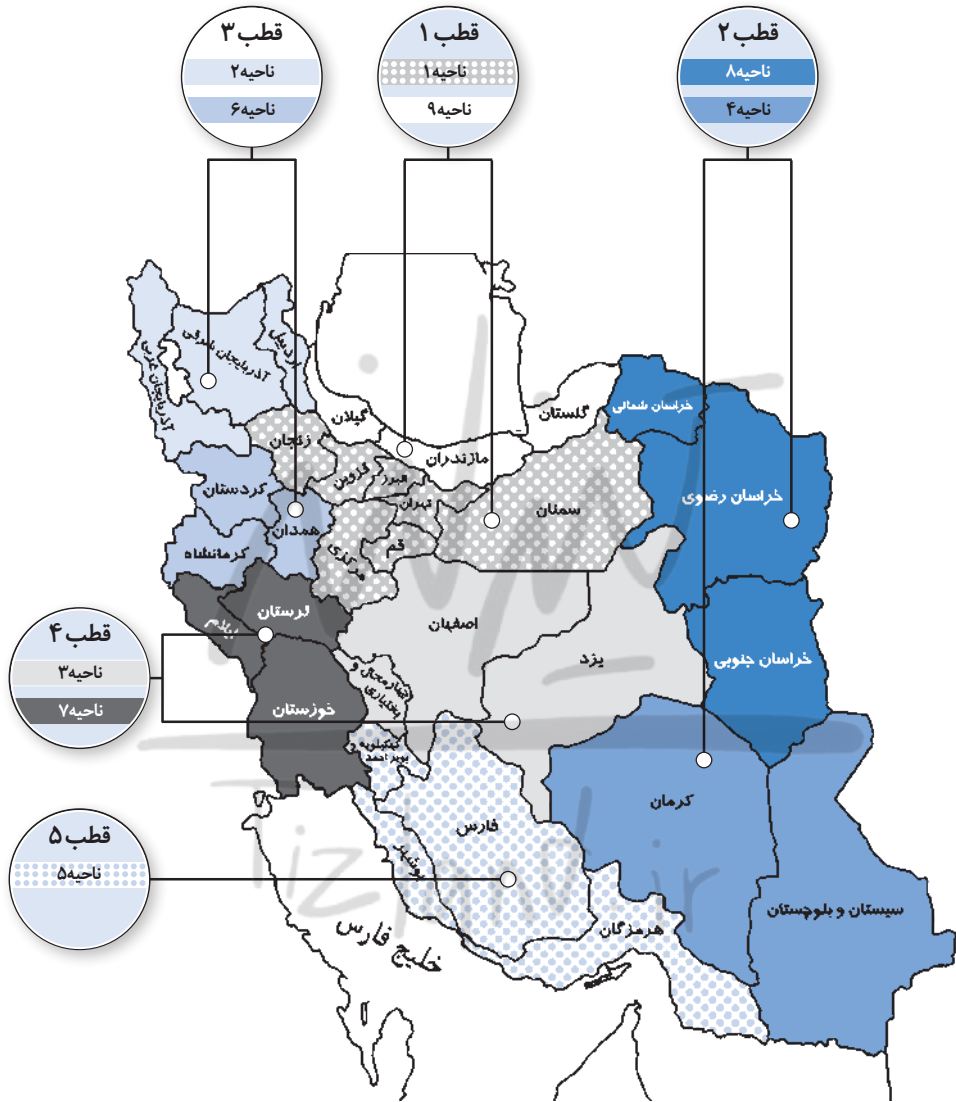 قطب ۲
ناحیه۸
ناحیه۴
قطب ۱
ناحیه۱
ناحیه۹
قطب ۳
ناحیه۲
ناحیه۶
قطب ۴
ناحیه۳
ناحیه۷
قطب ۵
ناحیه۵
آذربایجان غربی
آذربایجان شرقی
اردبیل
گیلان
مازندران
گلستان
خراسان شمالی
خراسان رضوی
خراسان جنوبی
زنجان
قزوین
البرز
تهران
سمنان
کردستان
همدان
مرکزی
قم
کرمانشاه
لرستان
ایلام
اصفهان
یزد
چهارمحال و
بختیاری
خوزستان
کهکیلویه
بویر احمد
فارس
بوشهر
کرمان
سیستان و بلوچستان
هرمزگان
خلیج فارس
Tizland.ir